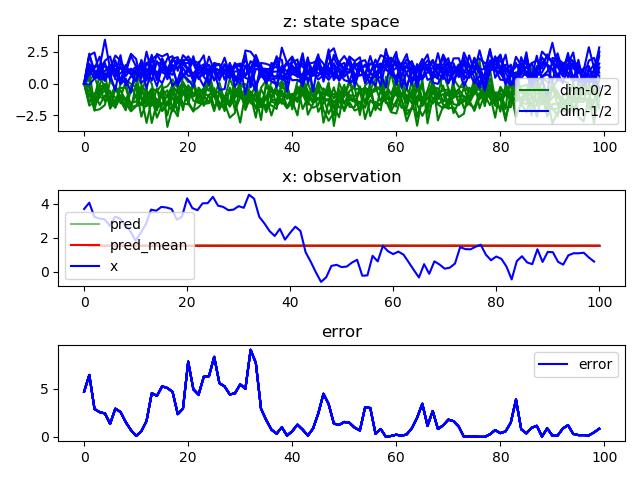 z: state space
2.5
0.0
−2.5
dim-0/2
dim-1/2
0 20 40 60 80 100
x: observation
4
2
0
pred
pred_mean
x
0 20 40 60 80 100
error
5
0
error
0 20 40 60 80 100